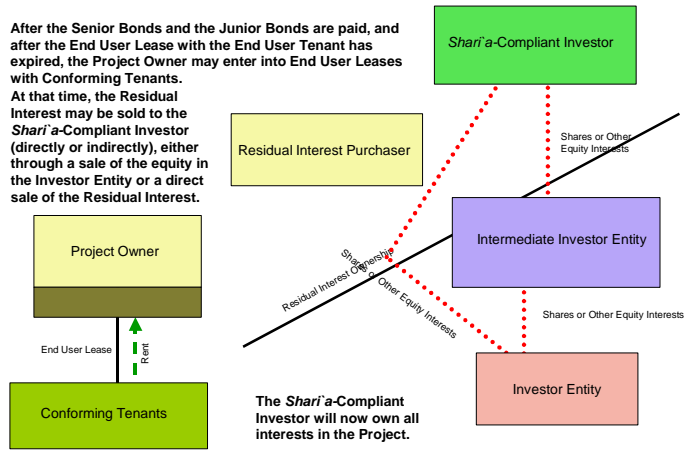 After the Senior Bonds and the Junior Bonds are paid, and
after the End User Lease with the End User Tenant has
expired, the Project Owner may enter into End User Leases
with Conforming Tenants.
At that time, the Residual
Interest may be sold to the
Shari`a-Compliant Investor
(directly or indirectly), either
through a sale of the equity in
the Investor Entity or a direct
sale of the Residual Interest.
Shari`a-Compliant
Investor
Residual Interest Purchaser
Shares or Other
Equity Interests
Project Owner
Intermediate Investor Entity
Residual Interest Ownership
Shares or Other Equity Interests
Shares or Other Equity Interests
End User Lease
Rent
Investor Entity
Conforming Tenants
The Shari`a-Compliant
Investor will now own all
interests in the Project.